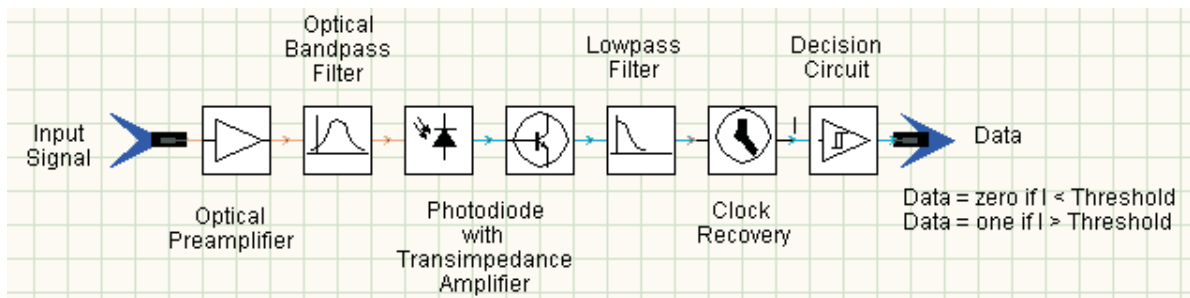 Optical
Bandpass
Filter
Lowpass
Filter
Decision
Circuit
Input
Signal
I
Data
Optical
Preamplifier
Photodiode
with
Transimpedance
Amplifier
Clock
Recovery
Data = zero if I < Threshold
Data = one if I > Threshold